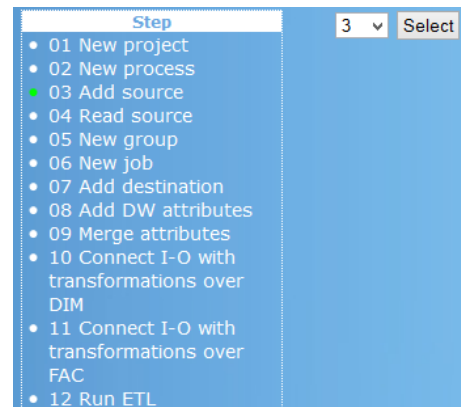 Step
01 New project
02 New process
03 Add source
04 Read source
05 New group
06 New job
07 Add destination
08 Add DW attributes
09 Merge attributes
10 Connect I-O with
transformations over
DIM
11 Connect I-O with
transformations over
FAC
12 Run ETL
3
Select